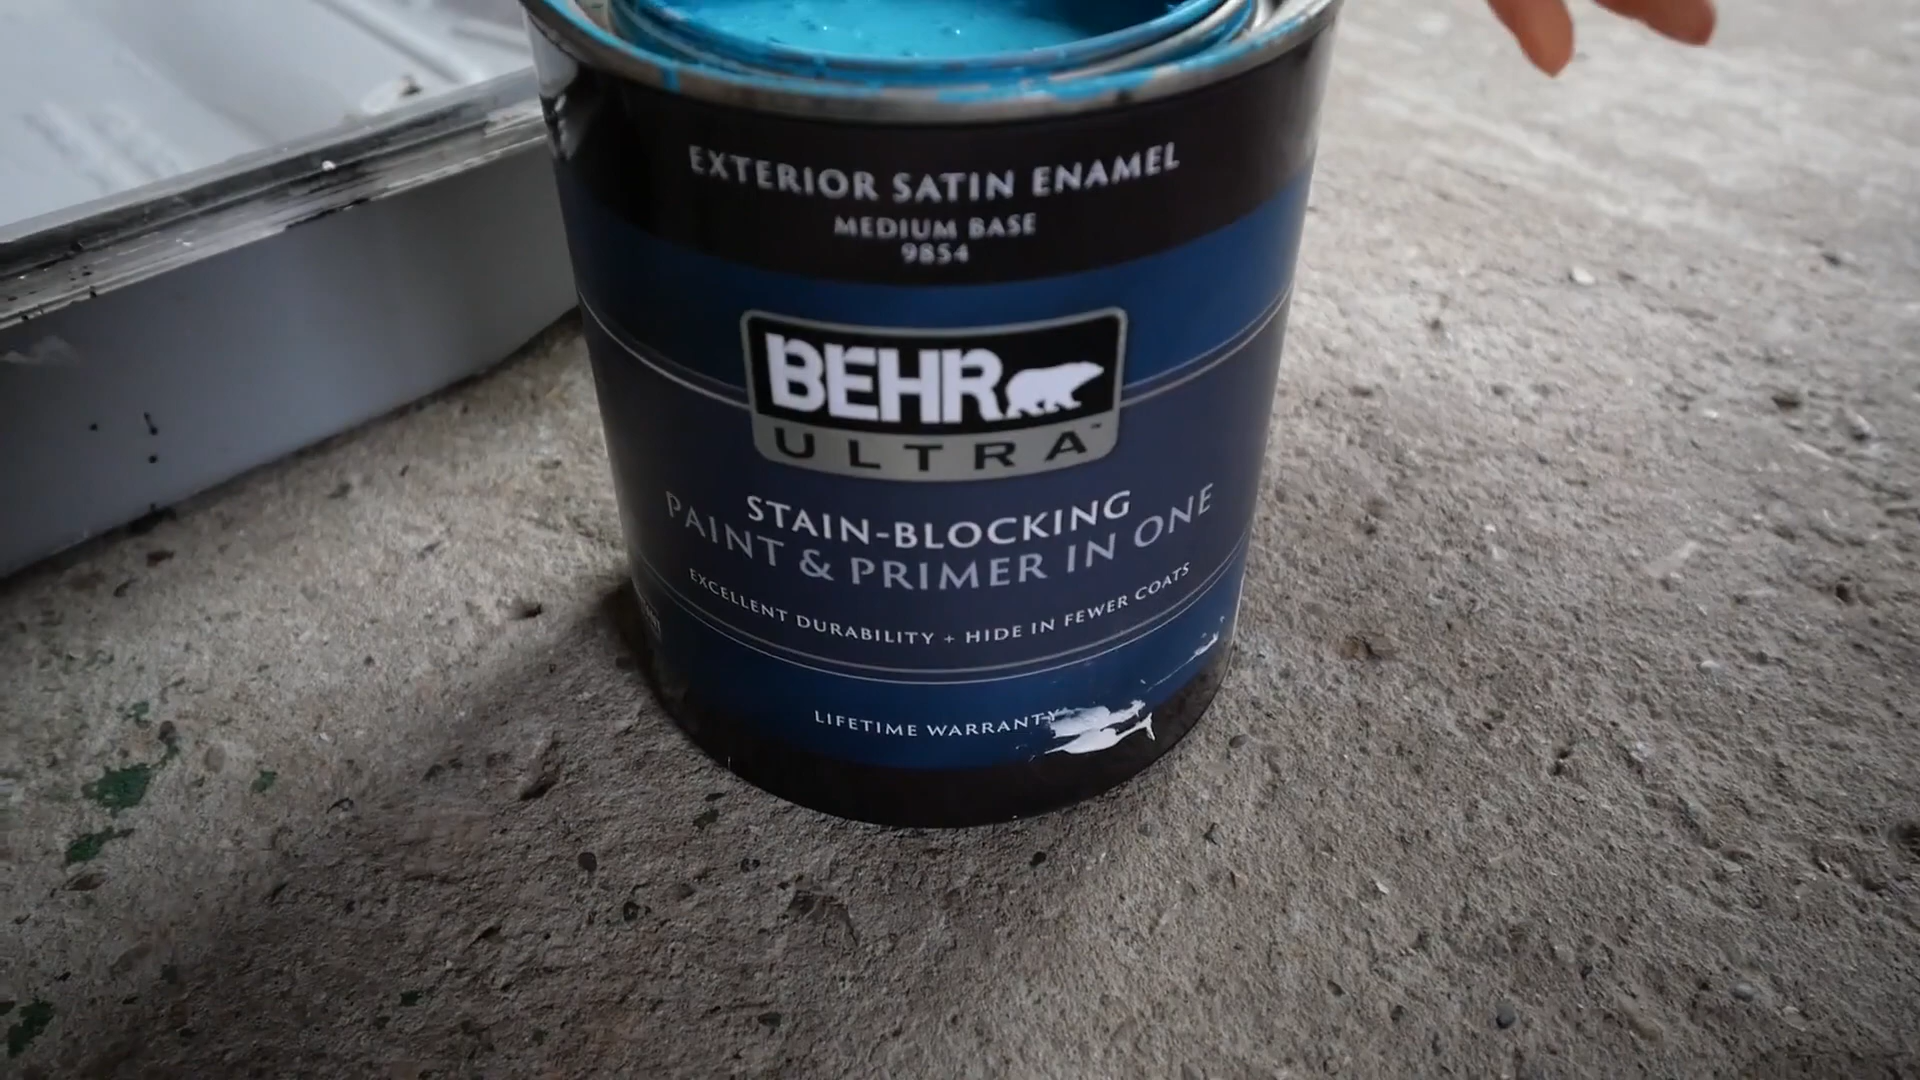 EXTERIOR SATIN ENAMEL
MEDIUM BASE
9854
BEHR
ULTRA™
STAIN-BLOCKING
PAINT & PRIMER IN ONE
EXCELLENT DURABILITY + HIDE IN FEWER COATS
LIFETIME WARRANTY